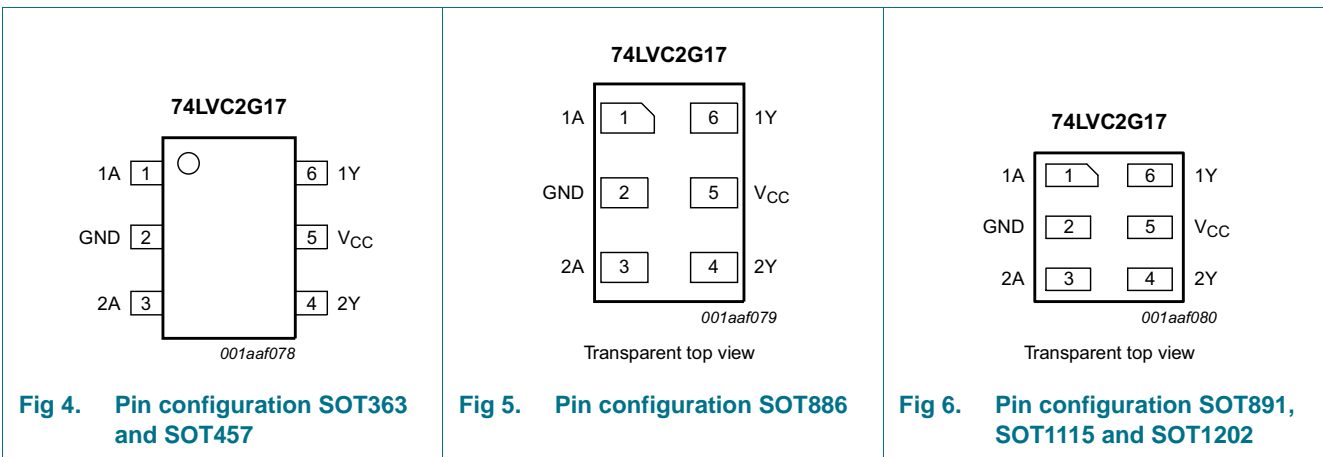 74LVC2G17
1A 1 6 1Y
GND 2 5 VCC
2A 3 4 2Y
001aaf078
Fig 4. Pin configuration SOT363
and SOT457
74LVC2G17
1A 1 6 1Y
GND 2 5 VCC
2A 3 4 2Y
001aaf079
Transparent top view
Fig 5. Pin configuration SOT886
74LVC2G17
1A 1 6 1Y
GND 2 5 VCC
2A 3 4 2Y
001aaf080
Transparent top view
Fig 6. Pin configuration SOT891,
SOT1115 and SOT1202